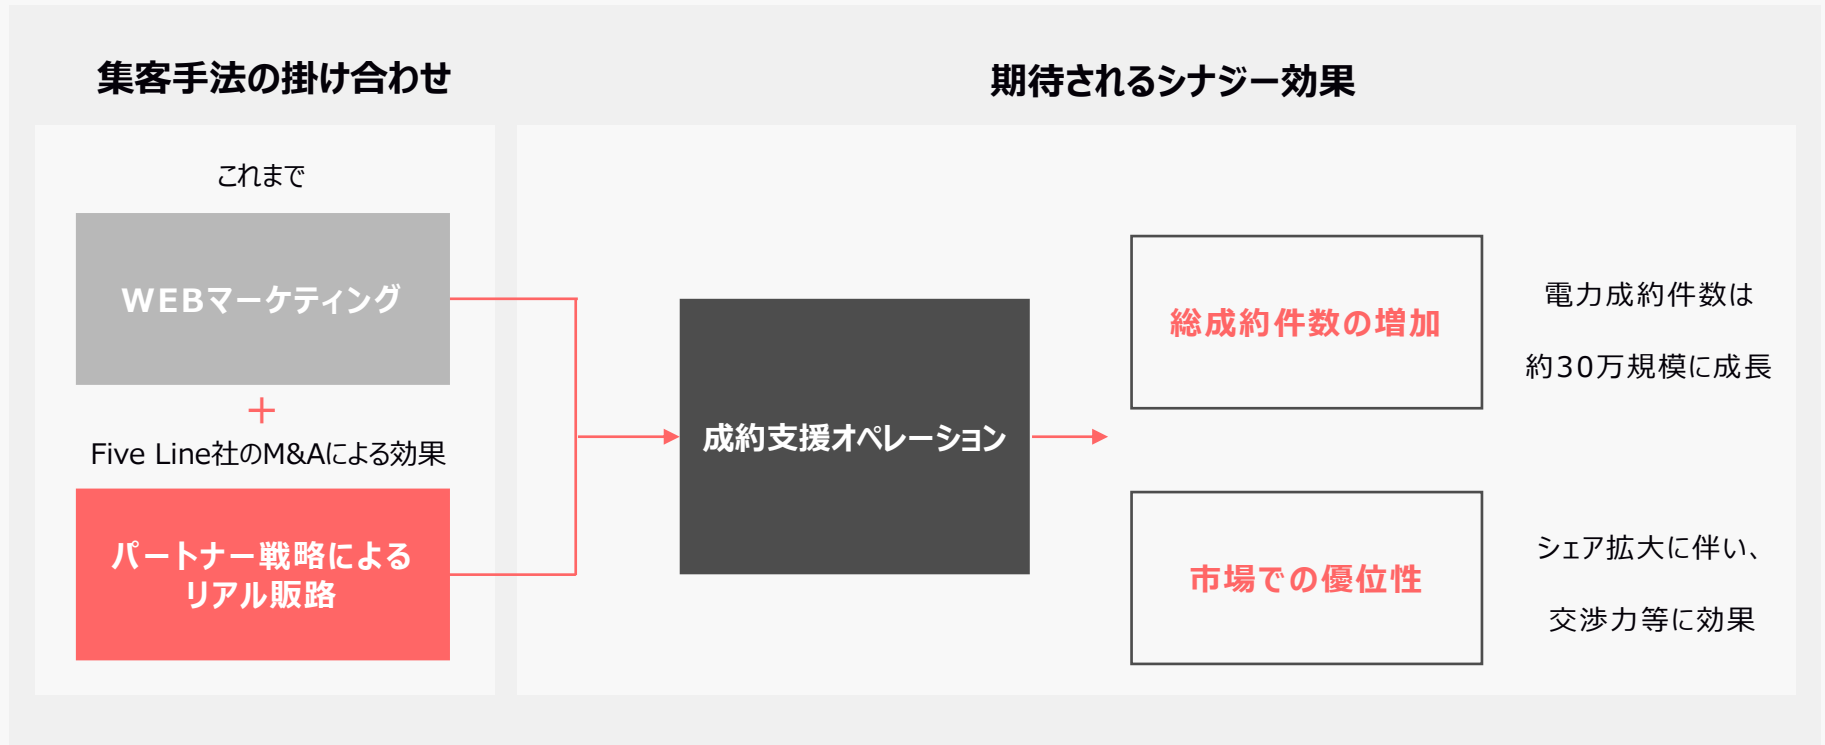 集客手法の掛け合わせ
これまで
WEBマーケティング
＋
Five Line社のM&Aによる効果
パートナー戦略による
リアル販路
期待されるシナジー効果
成約支援オペレーション
総成約件数の増加
電力成約件数は
約30万規模に成長
市場での優位性
シェア拡大に伴い、
交渉力等に効果